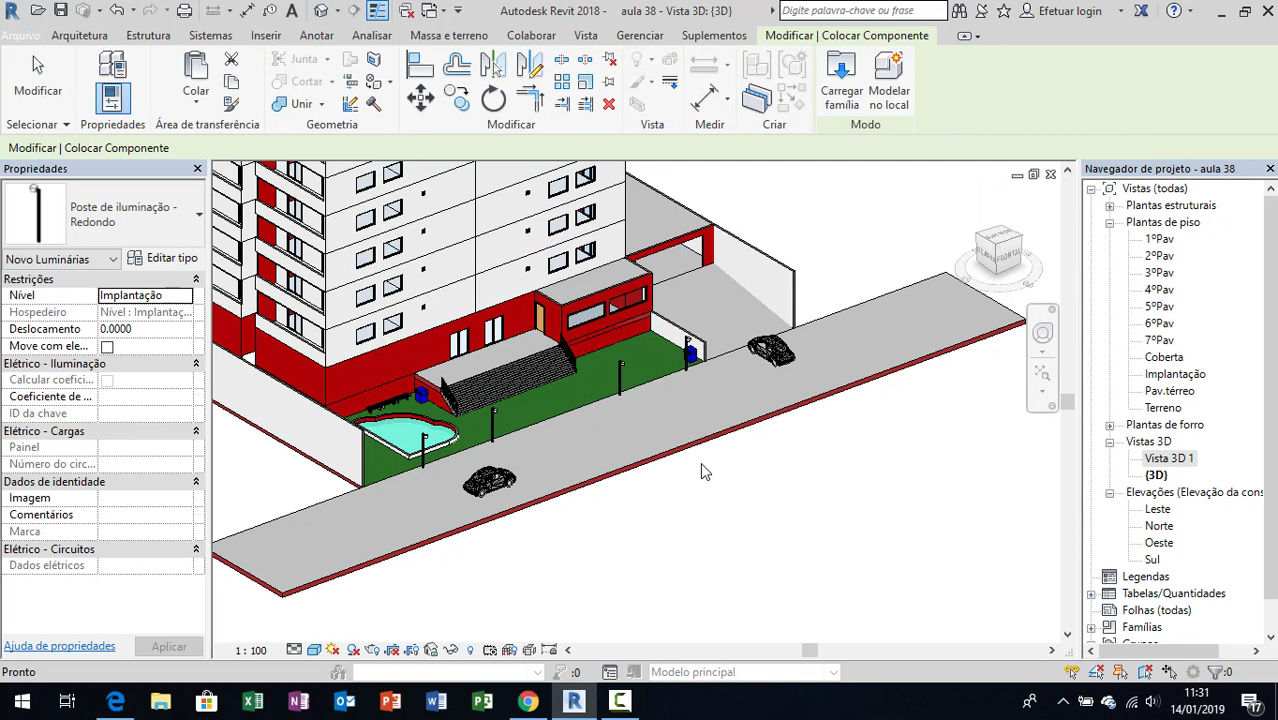 Autodesk Revit 2018 - aula 38 - Vista 3D: {3D}
Digite palavra-chave ou frase
Efetuar login
Arquivo Arquitetura Estrutura Sistemas Inserir Anotar Analisar Massa e terreno Colaborar Vista Gerenciar Suplementos Modificar | Colocar Componente
Modificar
Colar
Junta
Cortar
Unir
Carregar família
Modelar no local
Selecionar Propriedades Área de transferência Geometria Modificar Vista Medir Criar Modo
Modificar | Colocar Componente
Propriedades
Poste de iluminação -
Redondo
Novo Luminárias Editar tipo
Restrições
Nível Implantação
Hospedeiro Nível : Implantaç...
Deslocamento 0.0000
Move com ele...
Elétrico - Iluminação
Calcular coefici...
Coeficiente de ...
ID da chave
Elétrico - Cargas
Painel
Número do circ...
Dados de identidade
Imagem
Comentários
Marca
Elétrico - Circuitos
Dados elétricos
Ajuda de propriedades Aplicar
Navegador de projeto - aula 38
Vistas (todas)
Plantas estruturais
Plantas de piso
1ºPav
2ºPav
3ºPav
4ºPav
5ºPav
6ºPav
7ºPav
Coberta
Implantação
Pav.térreo
Terreno
Plantas de forro
Vistas 3D
Vista 3D 1
{3D}
Elevações (Elevação da cons
Leste
Norte
Oeste
Sul
Legendas
Tabelas/Quantidades
Folhas (todas)
Famílias
1 : 100
Pronto
:0
Modelo principal
:0
11:31
14/01/2019
17